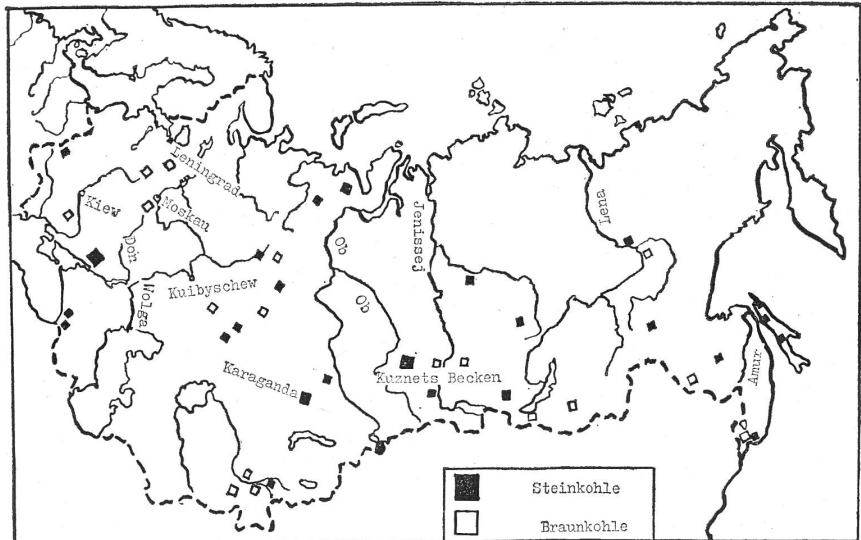 Leningrad
Kiew
Moskau
Don
Wolga
Kuibyschew
Ob
Ob
Jenissej
Lena
Karaganda
Kuznets Becken
Amur
Steinkohle
Braunkohle